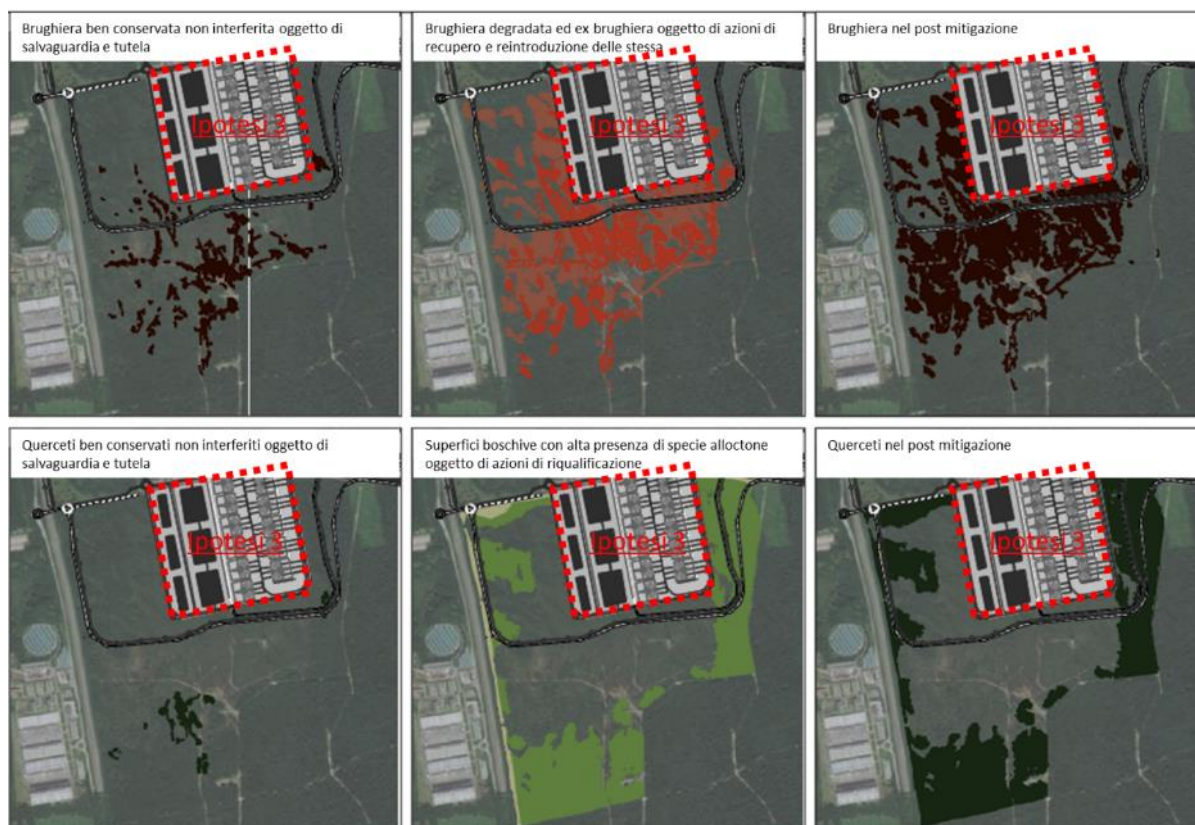 Brughiera ben conservata non interferita oggetto di
salvaguardia e tutela
Brughiera degradata ed ex brughiera oggetto di azioni di
recupero e reintroduzione delle stessa
Brughiera nel post mitigazione
Ipotesi 3
Ipotesi 3
Ipotesi 3
Querceti ben conservati non interferiti oggetto di
salvaguardia e tutela
Superfici boschive con alta presenza di specie alloctone
oggetto di azioni di riqualificazione
Querceti nel post mitigazione
Ipotesi 3
Ipotesi 3
Ipotesi 3